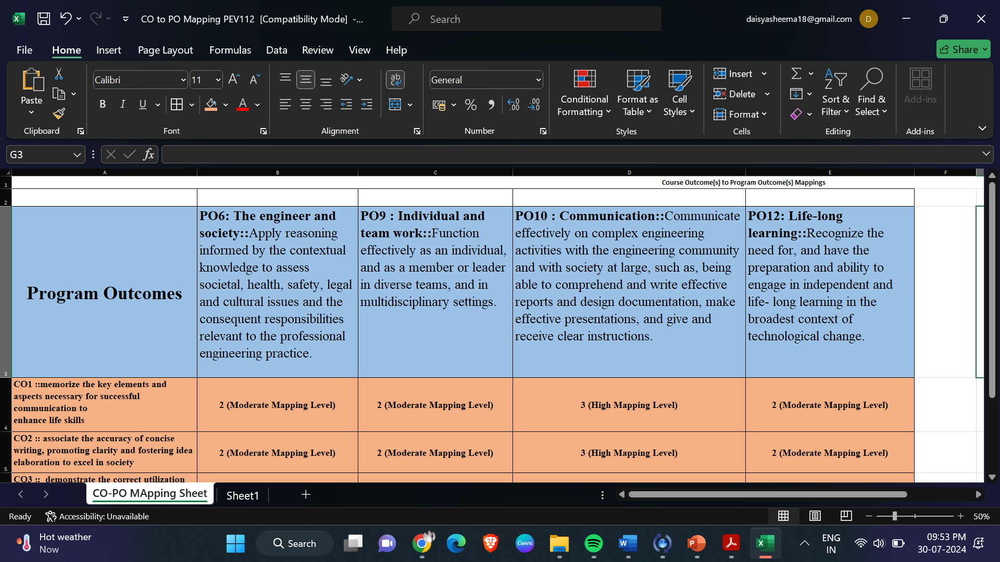 CO to PO Mapping PEV112 [Compatibility Mode] -...
Search
daisyasheema18@gmail.com
D
File
Home
Insert
Page Layout
Formulas
Data
Review
View
Help
Share
Paste
Clipboard
Calibri
11
B I U
Font
Alignment
General
Number
Conditional
Formatting
Format as
Table
Cell
Styles
Styles
Insert
Delete
Format
Cells
Sort &
Filter
Find &
Select
Editing
Add-ins
Add-ins
G3
fx
A B C D E F
1
Course Outcome(s) to Program Outcome(s) Mappings
2
3
Program Outcomes
PO6: The engineer and
society::Apply reasoning
informed by the contextual
knowledge to assess
societal, health, safety, legal
and cultural issues and the
consequent responsibilities
relevant to the professional
engineering practice.
PO9 : Individual and
team work::Function
effectively as an individual,
and as a member or leader
in diverse teams, and in
multidisciplinary settings.
PO10 : Communication::Communicate
effectively on complex engineering
activities with the engineering community
and with society at large, such as, being
able to comprehend and write effective
reports and design documentation, make
effective presentations, and give and
receive clear instructions.
PO12: Life-long
learning::Recognize the
need for, and have the
preparation and ability to
engage in independent and
life- long learning in the
broadest context of
technological change.
4
CO1 ::memorize the key elements and
aspects necessary for successful
communication to
enhance life skills
2 (Moderate Mapping Level)
2 (Moderate Mapping Level)
3 (High Mapping Level)
2 (Moderate Mapping Level)
5
CO2 :: associate the accuracy of concise
writing, promoting clarity and fostering idea
elaboration to excel in society
2 (Moderate Mapping Level)
2 (Moderate Mapping Level)
3 (High Mapping Level)
2 (Moderate Mapping Level)
CO3 :: demonstrate the correct utilization
CO-PO MApping Sheet
Sheet1
Ready
Accessibility: Unavailable
50%
Hot weather
Now
Search
Canva
ENG
IN
09:53 PM
30-07-2024